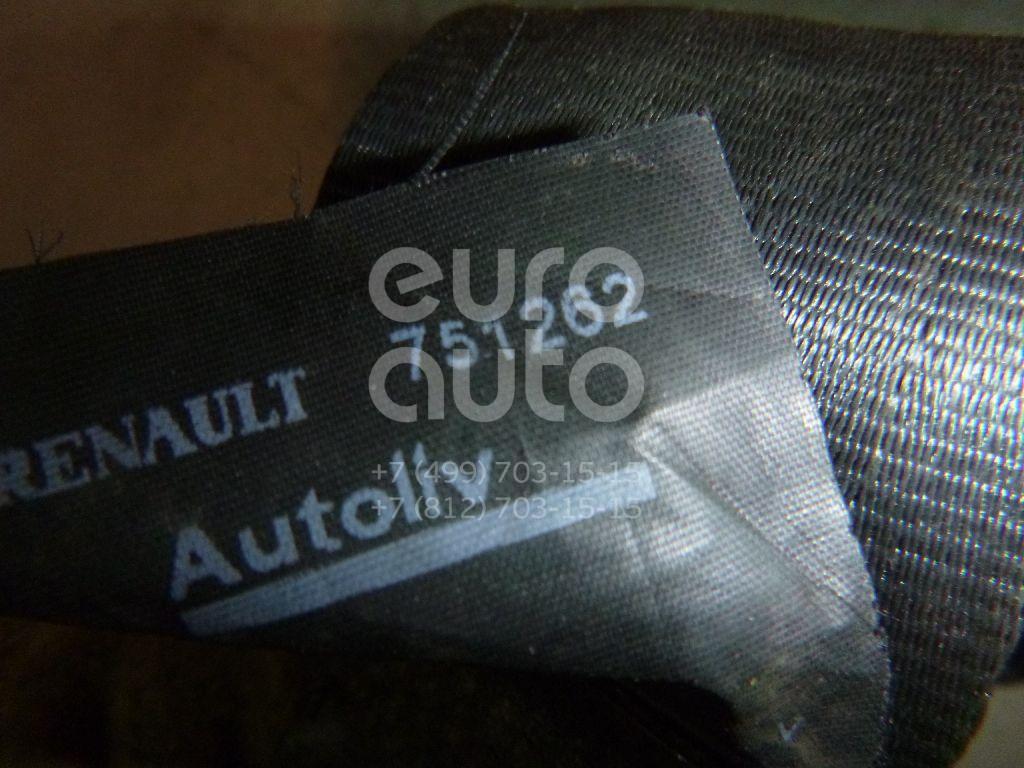 euro
auto
751262
RENAULT
Autoliv
+7 (499) 703-15-15
+7 (812) 703-15-15